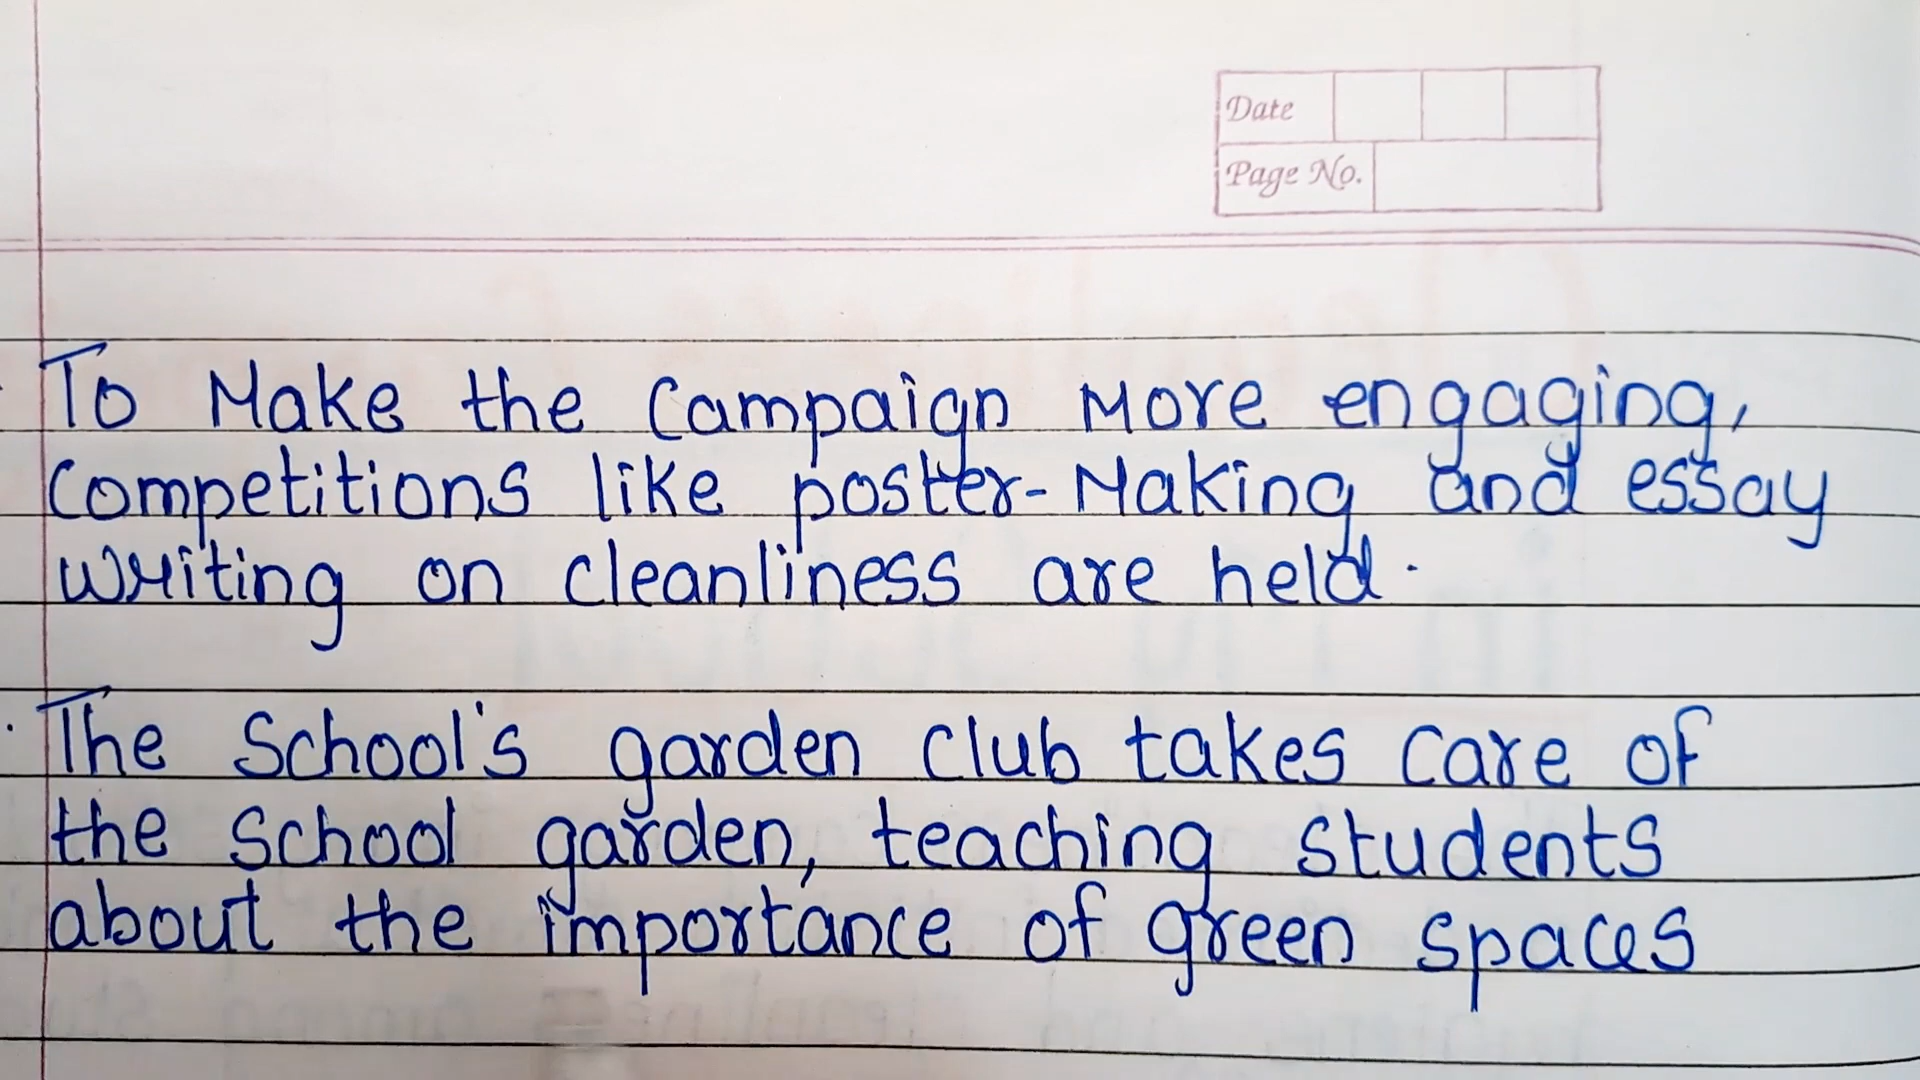 Date
Page No.
To Make the Campaign More engaging,
Competitions like poster-Making and essay
writing on cleanliness are held.
The School's garden club takes care of
the School garden, teaching students
about the importance of green spaces